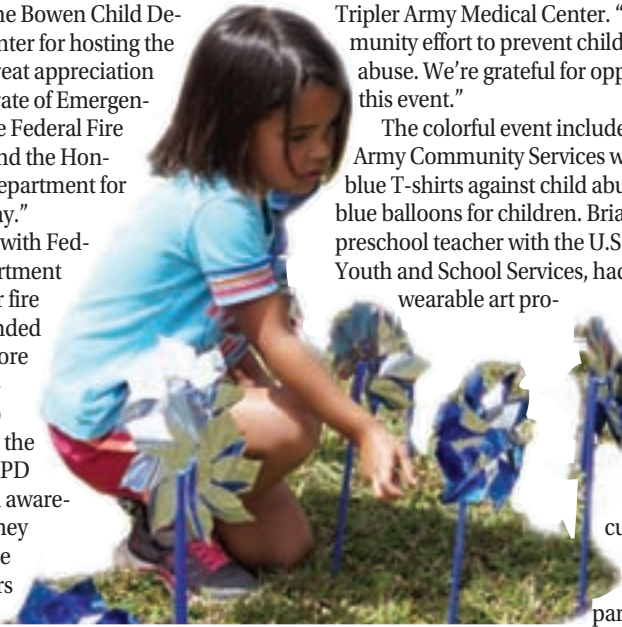 ne Bowen Child De-
nter for hosting the
reat appreciation
rate of Emergen-
e Federal Fire
nd the Hon-
epartment for
ay.”
with Fed-
rtment
r fire
nded
ore
the
PD
aware-
hey
e
rs
Tripler Army Medical Center. “
munity effort to prevent child
abuse. We’re grateful for opp
this event.”
The colorful event include
Army Community Services w
blue T-shirts against child abu
blue balloons for children. Bria
preschool teacher with the U.S
Youth and School Services, had
wearable art pro-
cu
par